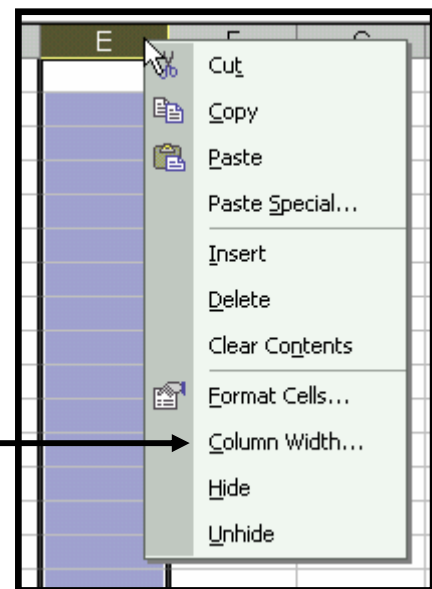 E
Cut
Copy
Paste
Paste Special...
Insert
Delete
Clear Contents
Format Cells...
Column Width...
Hide
Unhide